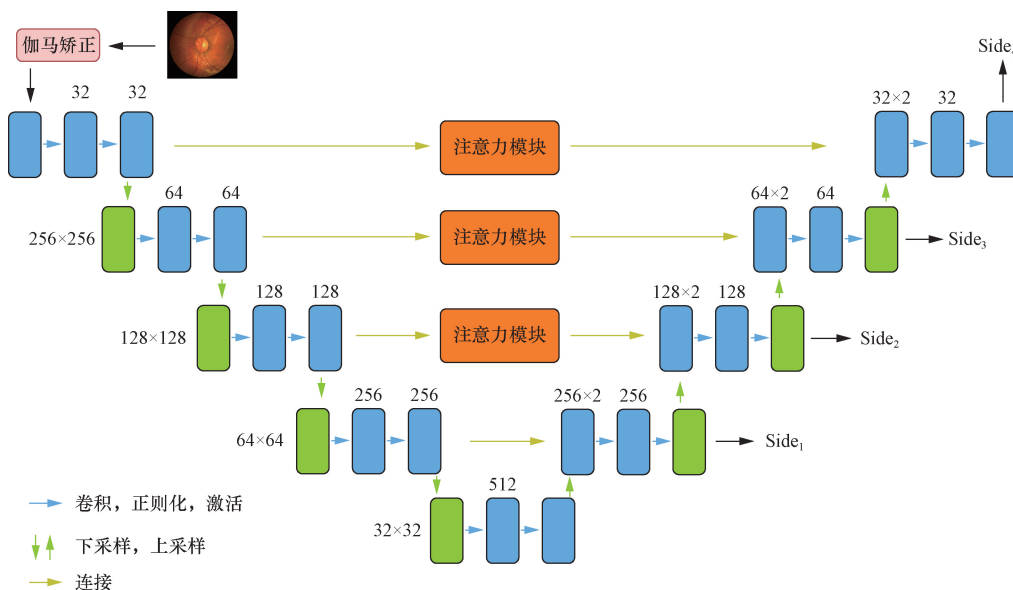 伽马矫正
Side
32
32
32×2
32
注意力模块
64
64
64×2
64
256×256
注意力模块
Side₃
128
128
128×2
128
128×128
注意力模块
Side₂
256
256
256×2
256
64×64
Side₁
512
32×32
卷积，正则化，激活
下采样，上采样
连接